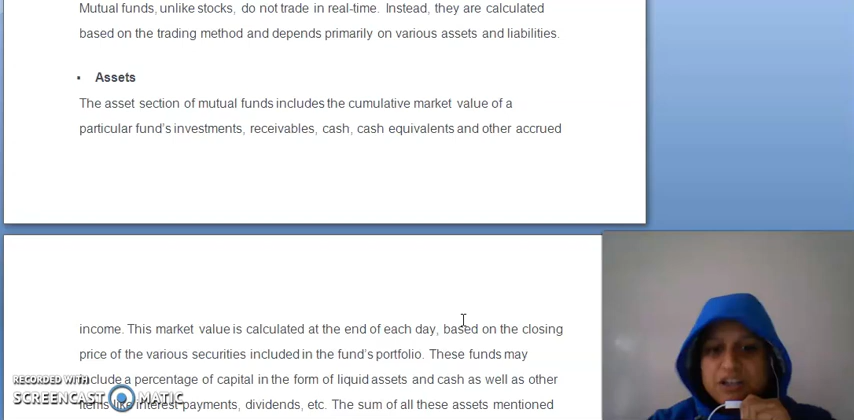 Mutual funds, unlike stocks, do not trade in real-time. Instead, they are calculated
based on the trading method and depends primarily on various assets and liabilities.
▪ Assets
The asset section of mutual funds includes the cumulative market value of a
particular fund's investments, receivables, cash, cash equivalents and other accrued
income. This market value is calculated at the end of each day, based on the closing
price of the various securities included in the fund's portfolio. These funds may
include a percentage of capital in the form of liquid assets and cash as well as other
items like interest payments, dividends, etc. The sum of all these assets mentioned
RECORDED WITH
SCREENCAST MATIC